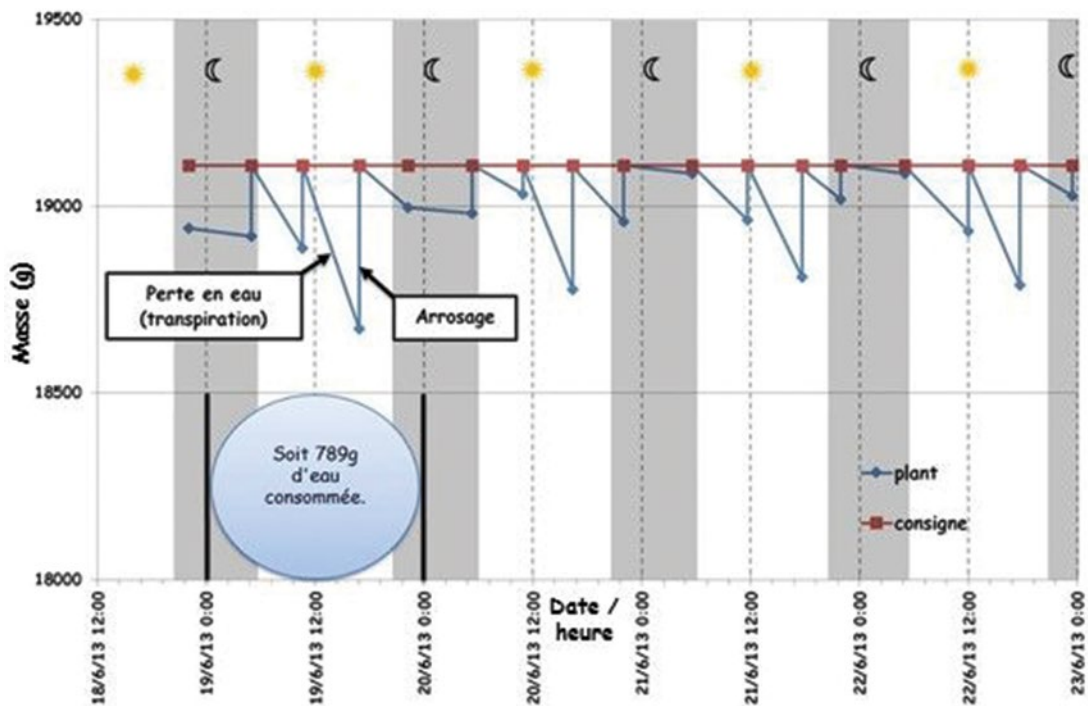 19500
19000
18500
18000
Masse (g)
Perte en eau
(transpiration)
Arrosage
Soit 789g
d'eau
consommée.
plant
consigne
Date /
heure
18/6/13 12:00
19/6/13 0:00
19/6/13 12:00
20/6/13 0:00
20/6/13 12:00
21/6/13 0:00
21/6/13 12:00
22/6/13 0:00
22/6/13 12:00
23/6/13 0:00